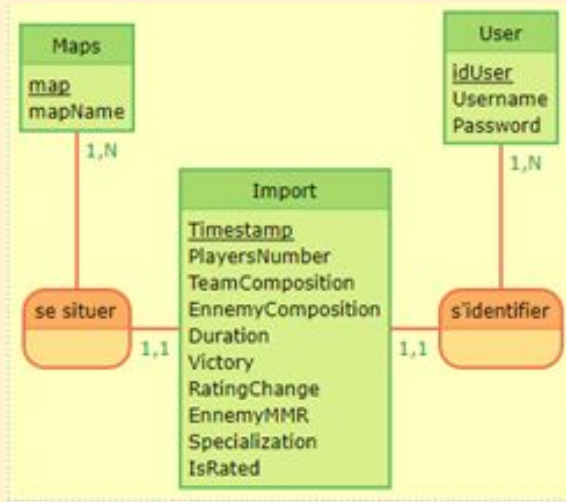 Maps
map
mapName
1,N
User
idUser
Username
Password
1,N
Import
Timestamp
PlayersNumber
TeamComposition
EnnemyComposition
Duration
Victory
RatingChange
EnnemyMMR
Specialization
IsRated
se situer
1,1
s'identifier
1,1